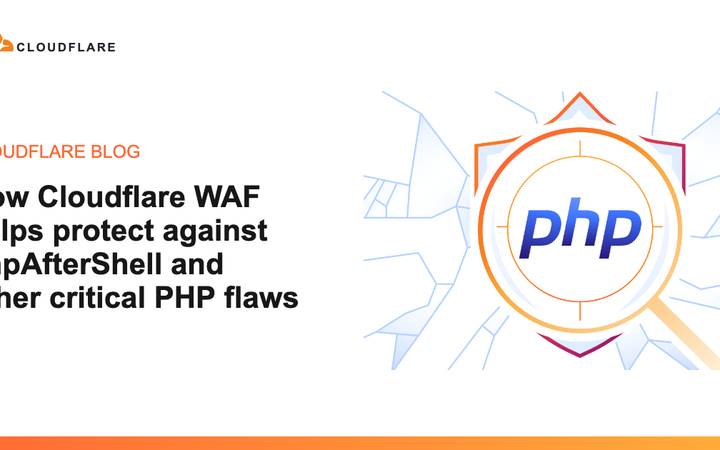 CLOUDFLARE
OUDFLARE BLOG
ow Cloudflare WAF
lps protect against
pAfterShell and
her critical PHP flaws
php